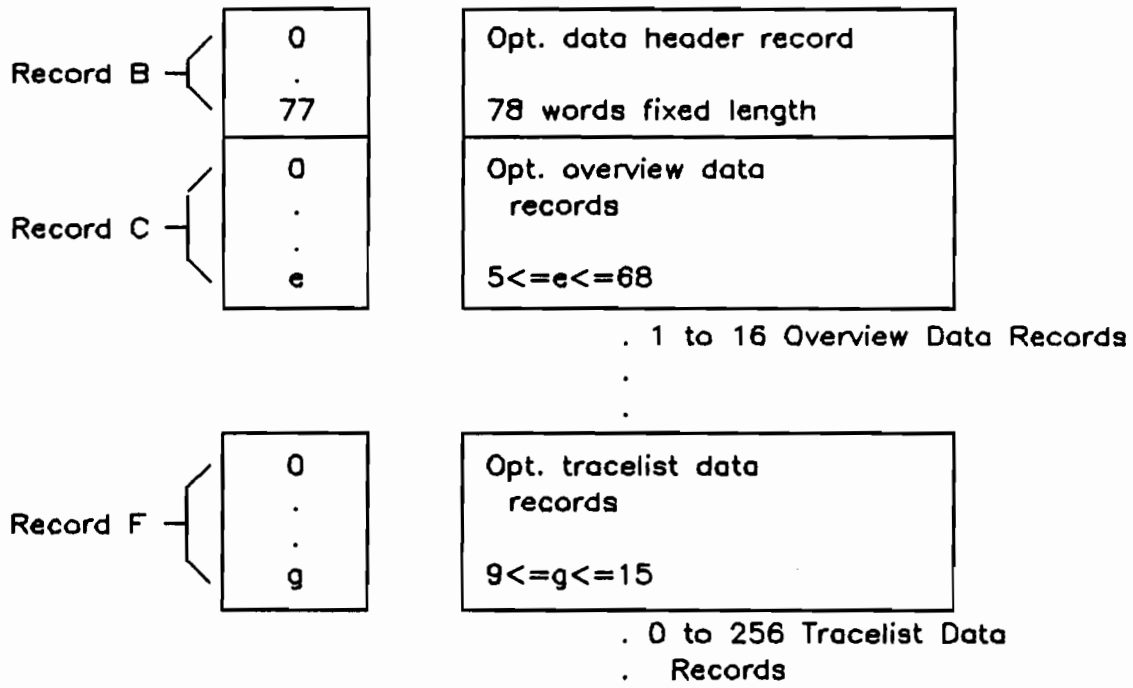 0 Opt. data header record
Record B .
77 78 words fixed length
0 Opt. overview data
. records
Record C
.
e 5<=e<=68
. 1 to 16 Overview Data Records
.
.
0 Opt. tracelist data
. records
Record F
.
g 9<=g<=15
. 0 to 256 Tracelist Data
. Records